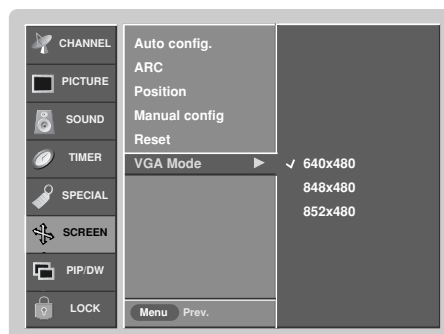 CHANNEL
PICTURE
SOUND
TIMER
SPECIAL
SCREEN
PIP/DW
LOCK
Auto config.
ARC
Position
Manual config
Reset
VGA Mode
640x480
848x480
852x480
Menu Prev.